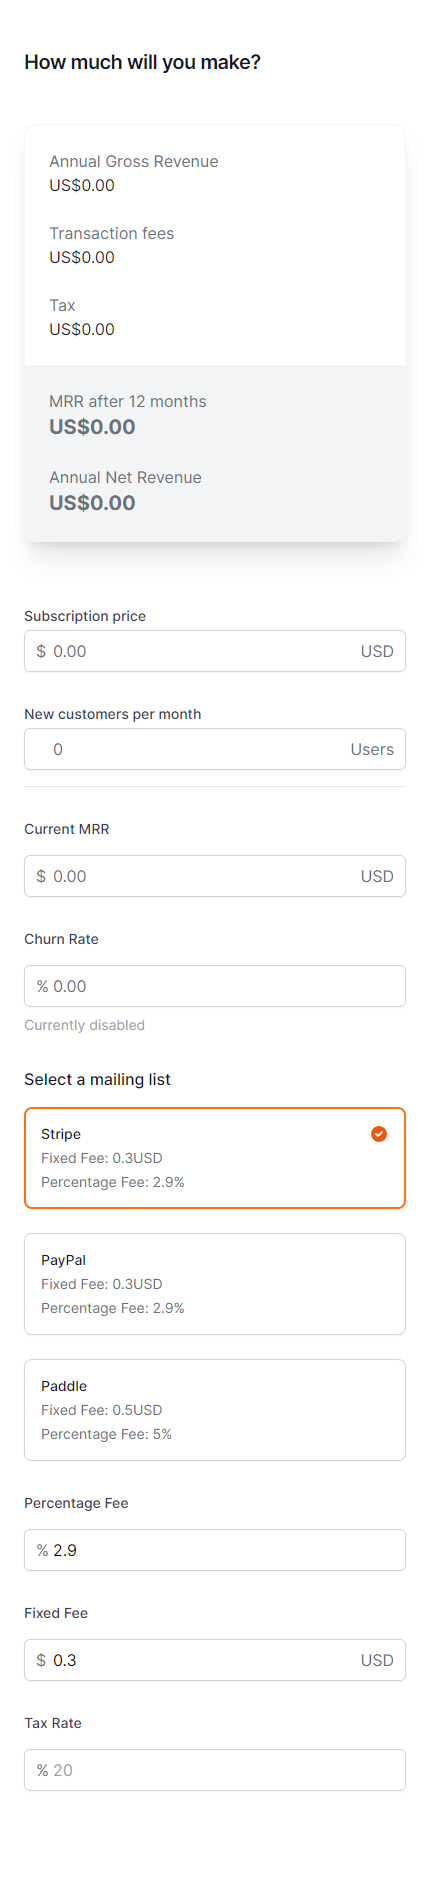 How much will you make?
Annual Gross Revenue
US$0.00
Transaction fees
US$0.00
Tax
US$0.00
MRR after 12 months
US$0.00
Annual Net Revenue
US$0.00
Subscription price
$ 0.00 USD
New customers per month
0 Users
Current MRR
$ 0.00 USD
Churn Rate
% 0.00
Currently disabled
Select a mailing list
Stripe
Fixed Fee: 0.3USD
Percentage Fee: 2.9%
PayPal
Fixed Fee: 0.3USD
Percentage Fee: 2.9%
Paddle
Fixed Fee: 0.5USD
Percentage Fee: 5%
Percentage Fee
% 2.9
Fixed Fee
$ 0.3 USD
Tax Rate
% 20